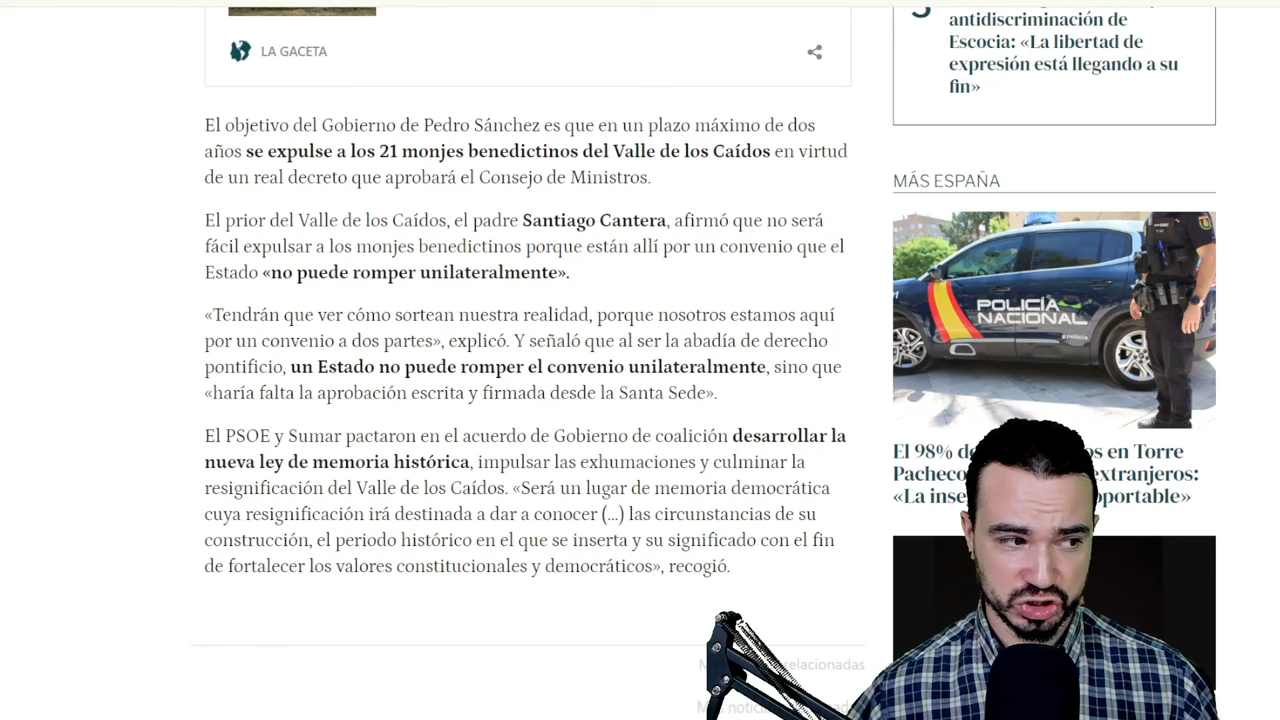 LA GACETA
El objetivo del Gobierno de Pedro Sánchez es que en un plazo máximo de dos
años se expulse a los 21 monjes benedictinos del Valle de los Caídos en virtud
de un real decreto que aprobará el Consejo de Ministros.
El prior del Valle de los Caídos, el padre Santiago Cantera, afirmó que no será
fácil expulsar a los monjes benedictinos porque están allí por un convenio que el
Estado «no puede romper unilateralmente».
«Tendrán que ver cómo sortean nuestra realidad, porque nosotros estamos aquí
por un convenio a dos partes», explicó. Y señaló que al ser la abadía de derecho
pontificio, un Estado no puede romper el convenio unilateralmente, sino que
«haría falta la aprobación escrita y firmada desde la Santa Sede».
El PSOE y Sumar pactaron en el acuerdo de Gobierno de coalición desarrollar la
nueva ley de memoria histórica, impulsar las exhumaciones y culminar la
resignificación del Valle de los Caídos. «Será un lugar de memoria democrática
cuya resignificación irá destinada a dar a conocer (...) las circunstancias de su
construcción, el periodo histórico en el que se inserta y su significado con el fin
de fortalecer los valores constitucionales y democráticos», recogió.
relacionadas
antidiscriminación de
Escocia: «La libertad de
expresión está llegando a su
fin»
MÁS ESPAÑA
POLICÍA
NACIONAL
El 98% os en Torre
Pacheco extranjeros:
«La inse oportable»